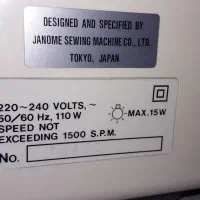 DESIGNED AND SPECIFIED BY
JANOME SEWING MACHINE CO., LTD.
TOKYO, JAPAN
220~240 VOLTS, ~
50/60 Hz, 110 W
MAX. 15W
SPEED NOT
EXCEEDING 1500 S.P.M.
No.